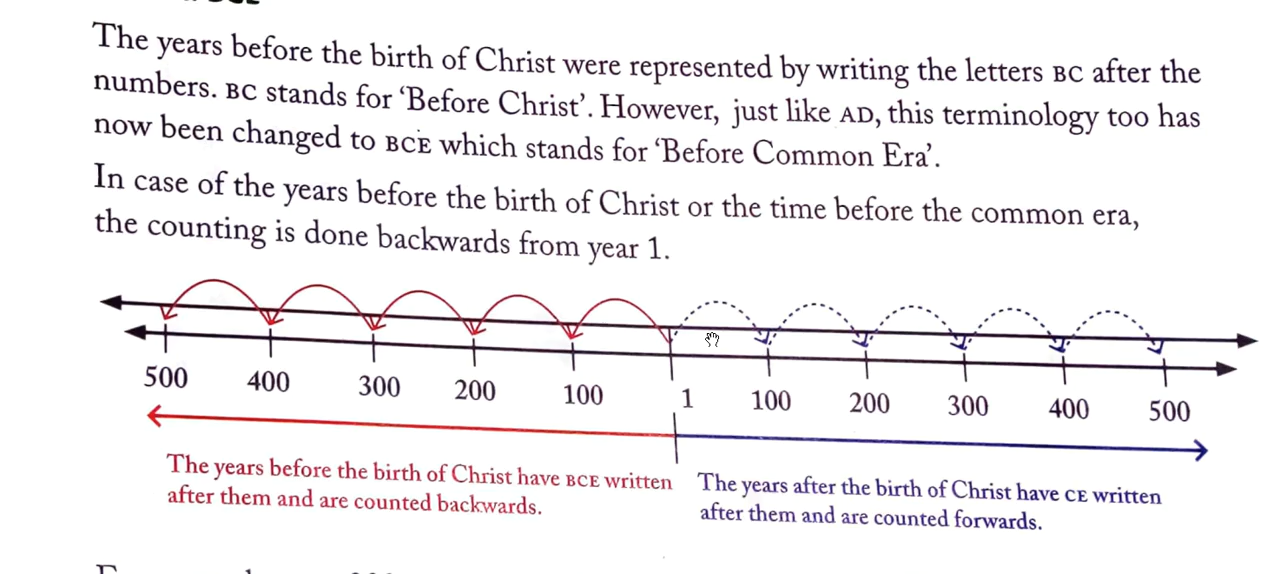 The years before the birth of Christ were represented by writing the letters BC after the
numbers. BC stands for ‘Before Christ’. However, just like AD, this terminology too has
now been changed to BCE which stands for ‘Before Common Era’.
In case of the years before the birth of Christ or the time before the common era,
the counting is done backwards from year 1.
500 400 300 200 100 1 100 200 300 400 500
The years before the birth of Christ have BCE written
after them and are counted backwards.
The years after the birth of Christ have CE written
after them and are counted forwards.